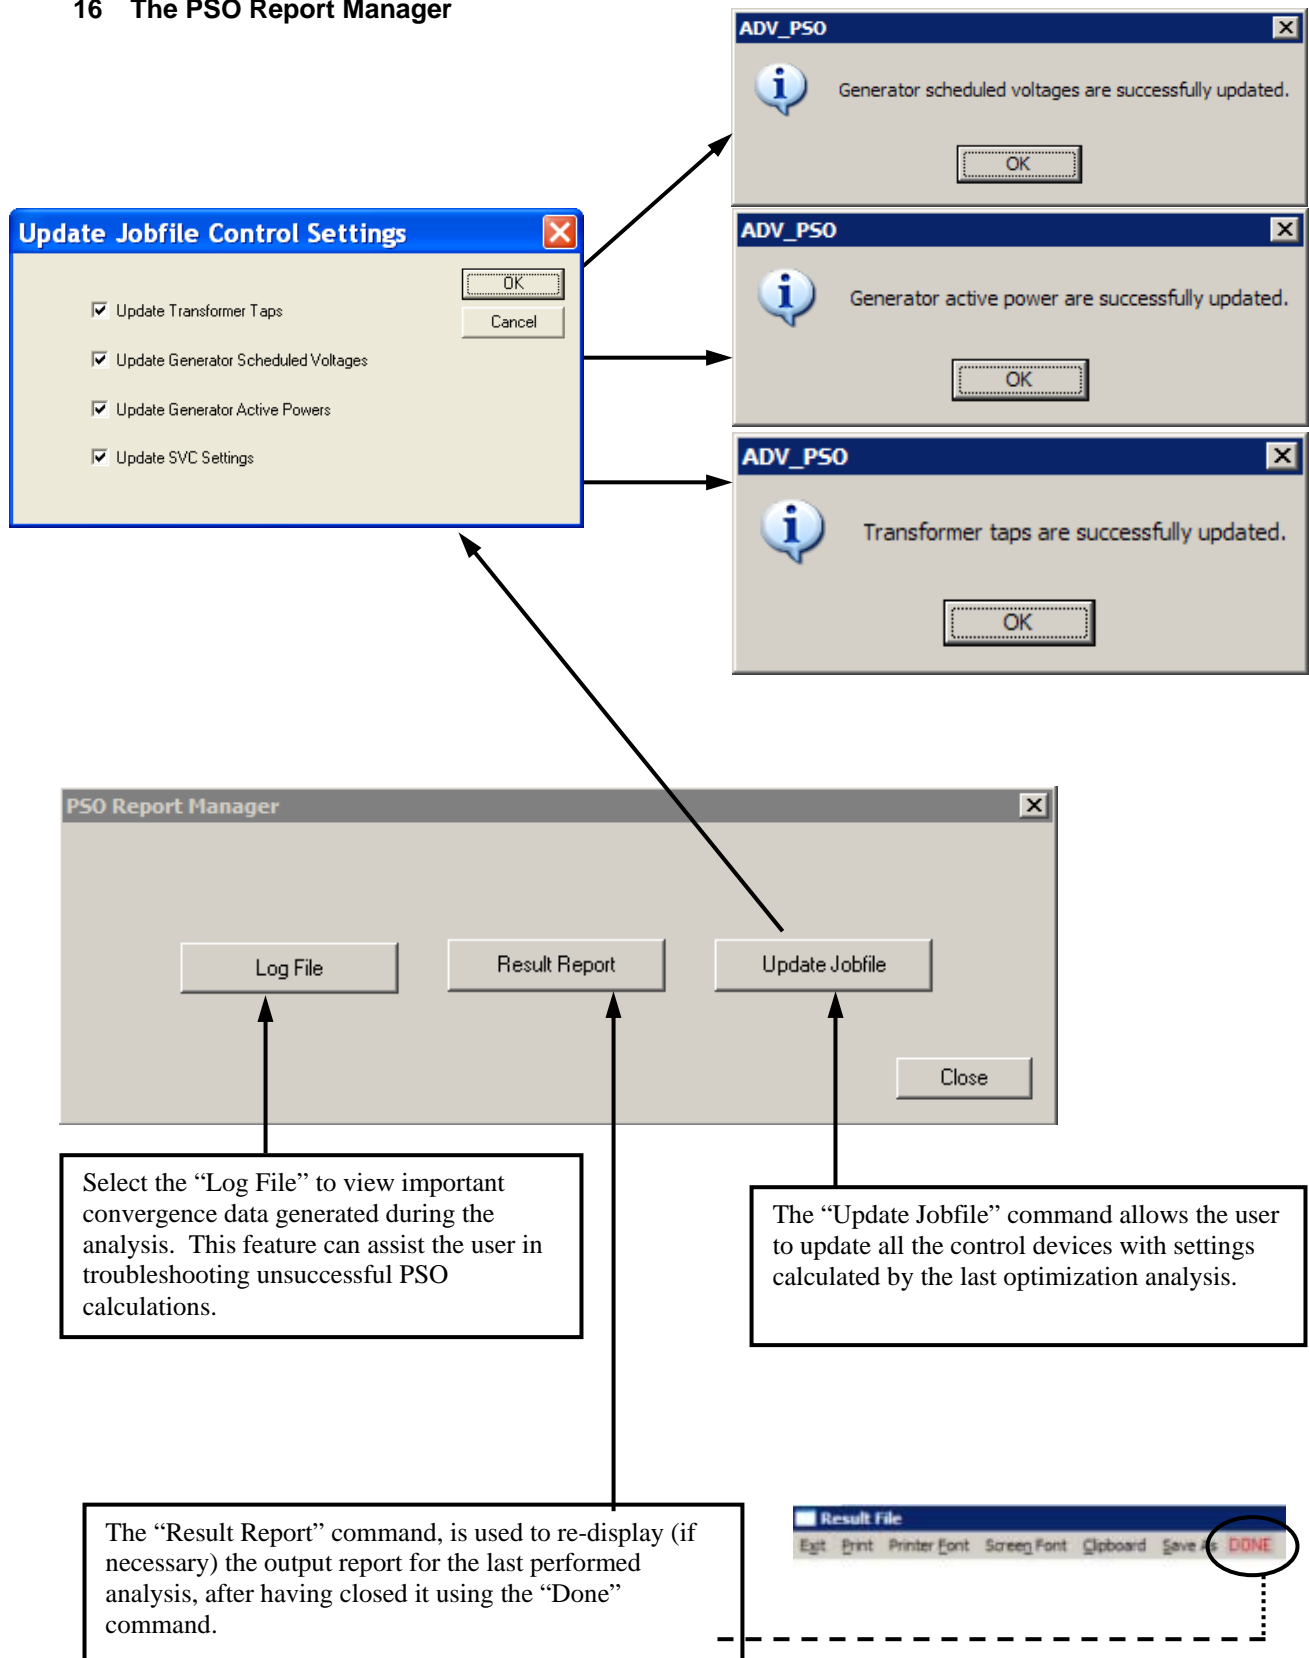 16 The PSO Report Manager
ADV_PSO
Generator scheduled voltages are successfully updated.
OK
Update Jobfile Control Settings
OK
Cancel
Update Transformer Taps
Update Generator Scheduled Voltages
Update Generator Active Powers
Update SVC Settings
ADV_PSO
Generator active power are successfully updated.
OK
ADV_PSO
Transformer taps are successfully updated.
OK
PSO Report Manager
Log File
Result Report
Update Jobfile
Close
Select the “Log File” to view important
convergence data generated during the
analysis. This feature can assist the user in
troubleshooting unsuccessful PSO
calculations.
The “Update Jobfile” command allows the user
to update all the control devices with settings
calculated by the last optimization analysis.
The “Result Report” command, is used to re-display (if
necessary) the output report for the last performed
analysis, after having closed it using the “Done”
command.
Result File
Exit Print Printer Font Screen Font Clipboard Save As DONE